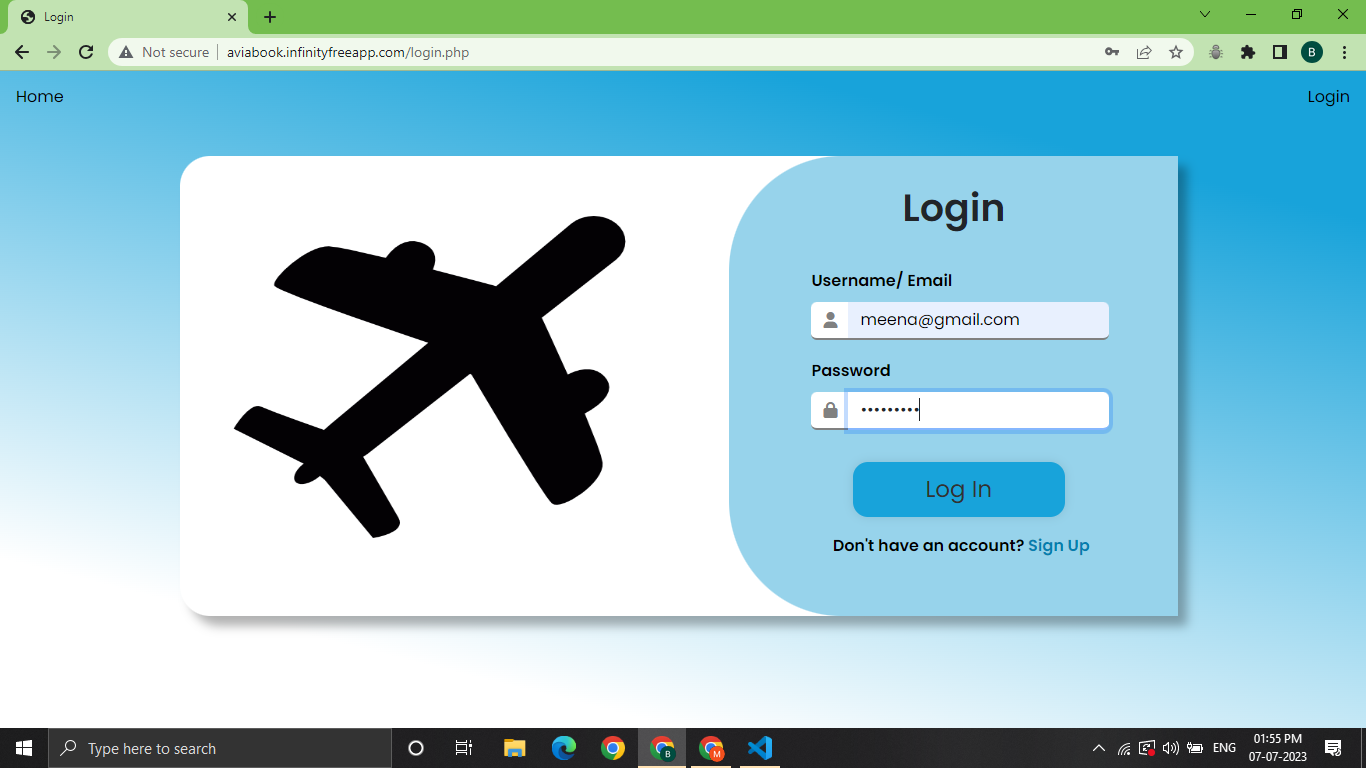 Login
Not secure
aviabook.infinityfreeapp.com/login.php
B
Home
Login
Login
Username/ Email
meena@gmail.com
Password
•••••••••
Log In
Don't have an account? Sign Up
Type here to search
B
M
ENG
01:55 PM
07-07-2023